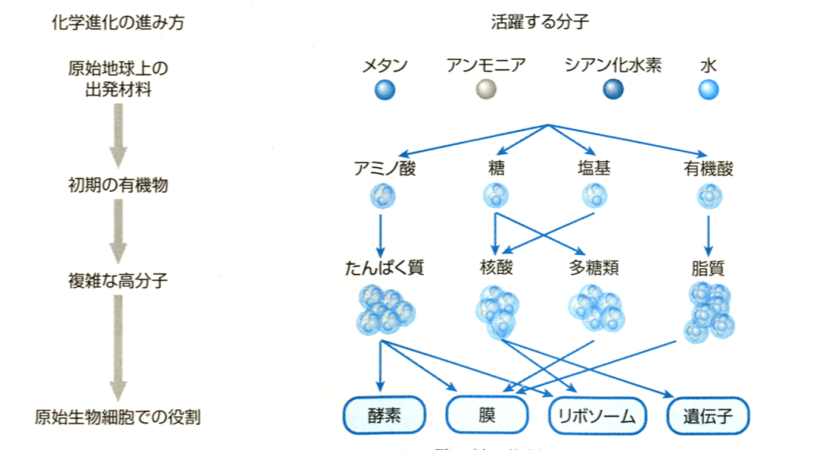 化学進化の進み方
活躍する分子
原始地球上の
出発材料
メタン
アンモニア
シアン化水素
水
初期の有機物
アミノ酸
糖
塩基
有機酸
複雑な高分子
たんぱく質
核酸
多糖類
脂質
原始生物細胞での役割
酵素
膜
リボソーム
遺伝子